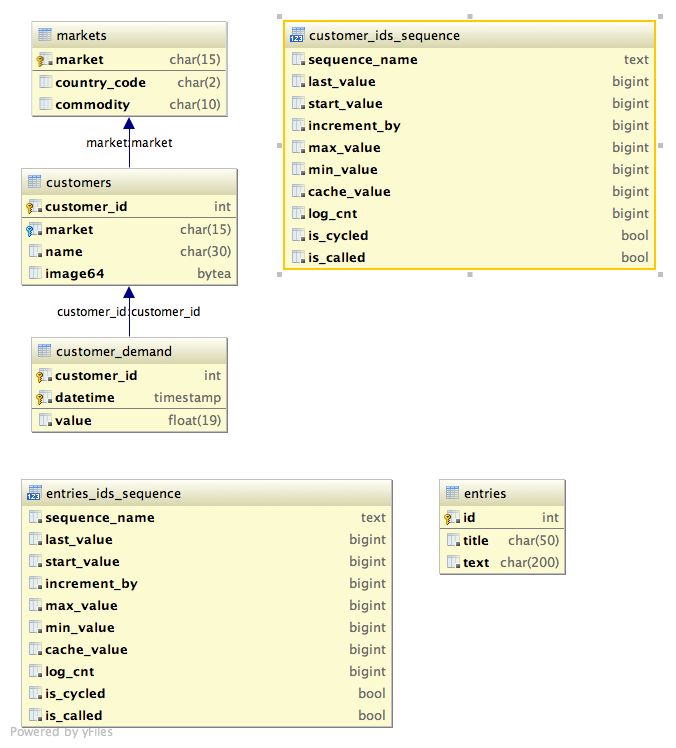 markets
market char(15)
country_code char(2)
commodity char(10)
market:market
customers
customer_id int
market char(15)
name char(30)
image64 bytea
customer_id:customer_id
customer_demand
customer_id int
datetime timestamp
value float(19)
customer_ids_sequence
sequence_name text
last_value bigint
start_value bigint
increment_by bigint
max_value bigint
min_value bigint
cache_value bigint
log_cnt bigint
is_cycled bool
is_called bool
entries_ids_sequence
sequence_name text
last_value bigint
start_value bigint
increment_by bigint
max_value bigint
min_value bigint
cache_value bigint
log_cnt bigint
is_cycled bool
is_called bool
entries
id int
title char(50)
text char(200)
Powered by yFiles